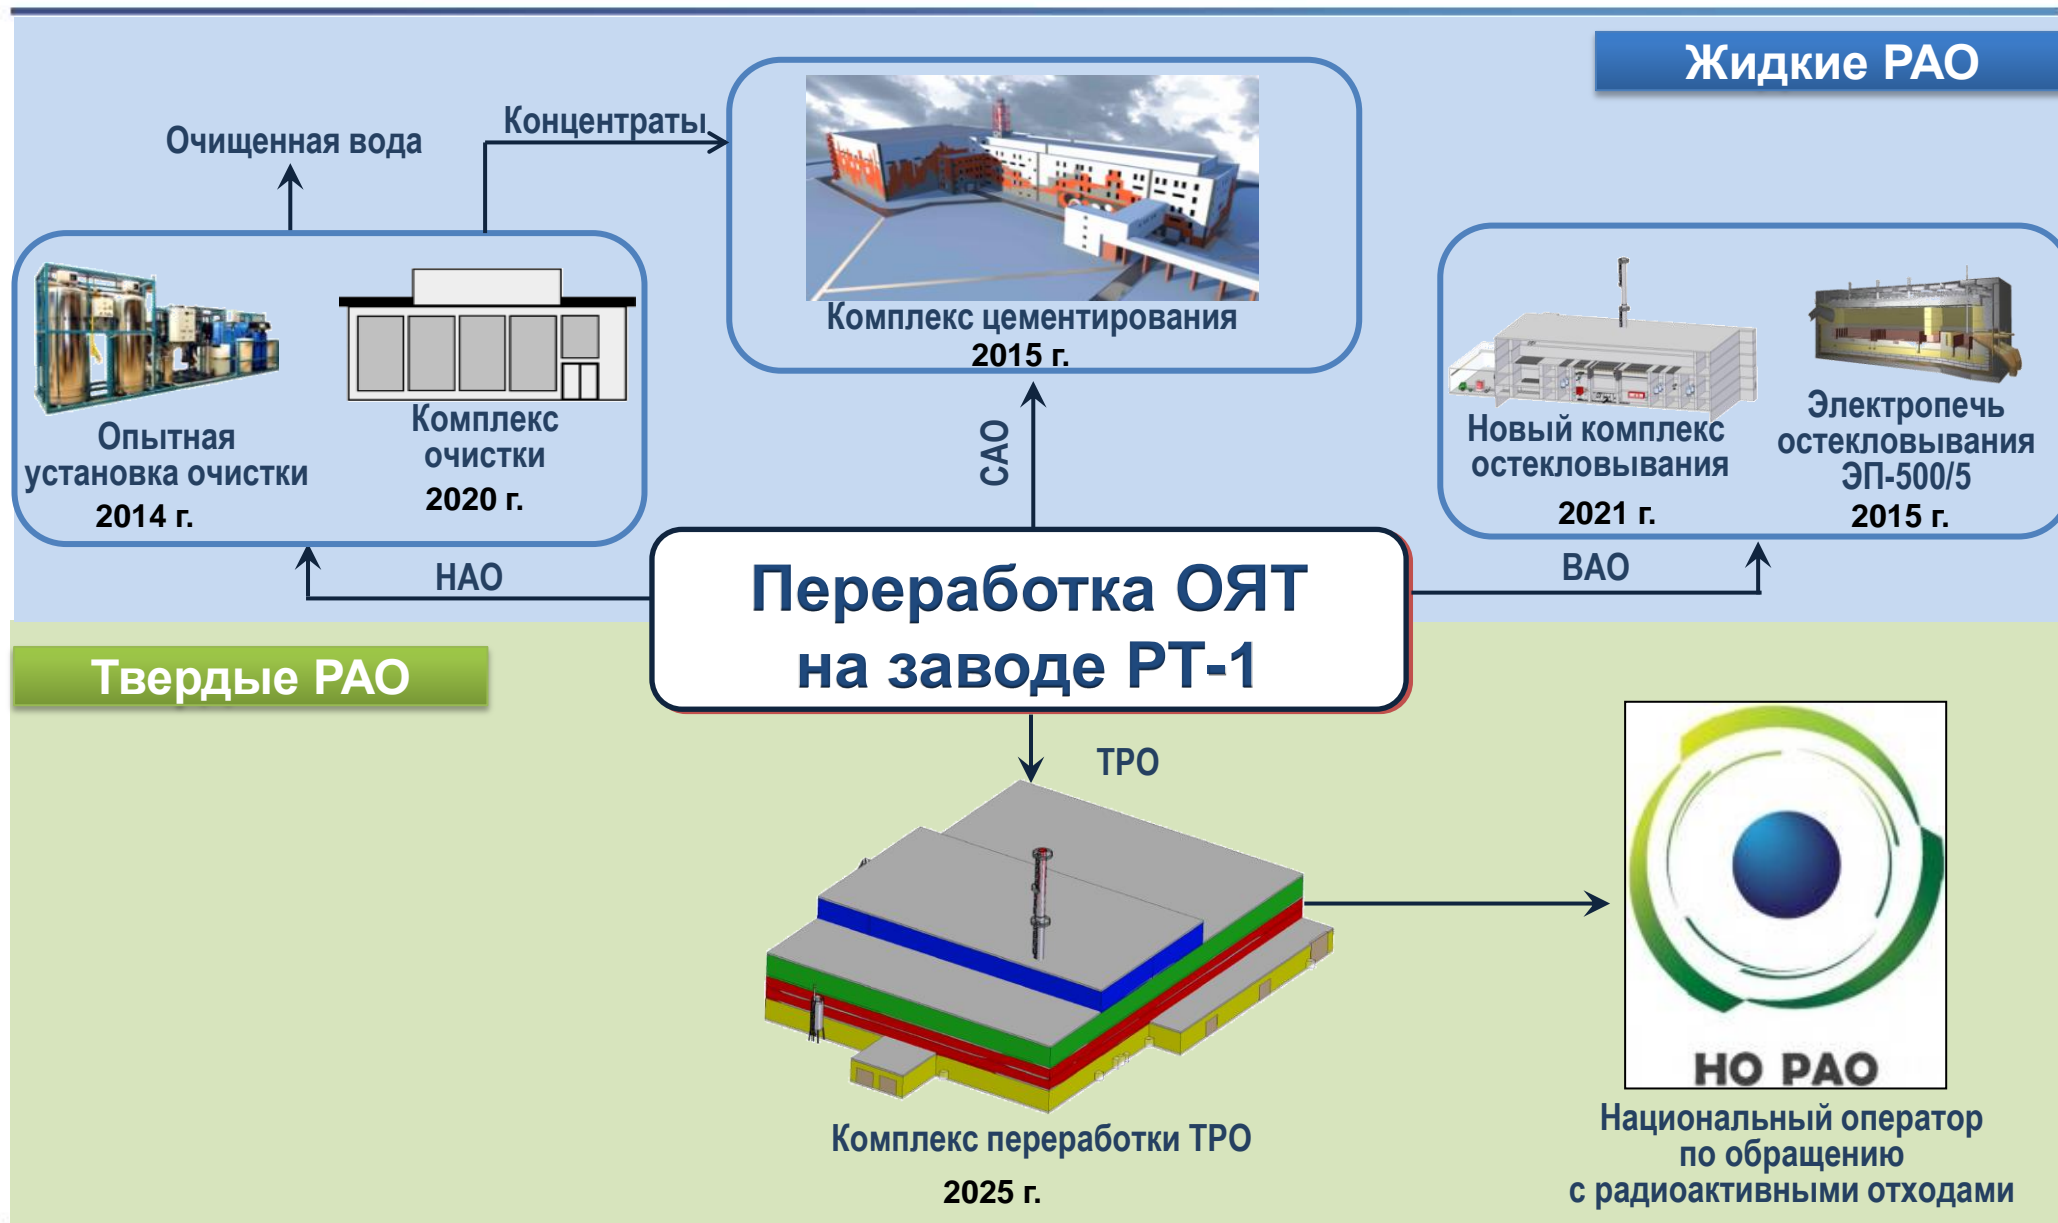 Жидкие РАО
Очищенная вода
Концентраты
Комплекс цементирования
2015 г.
Опытная
установка очистки
2014 г.
Комплекс
очистки
2020 г.
Новый комплекс
остекловывания
2021 г.
Электропечь
остекловывания
ЭП-500/5
2015 г.
НАО
САО
ВАО
Переработка ОЯТ
на заводе РТ-1
Твердые РАО
ТРО
Комплекс переработки ТРО
2025 г.
НО РАО
Национальный оператор
по обращению
с радиоактивными отходами